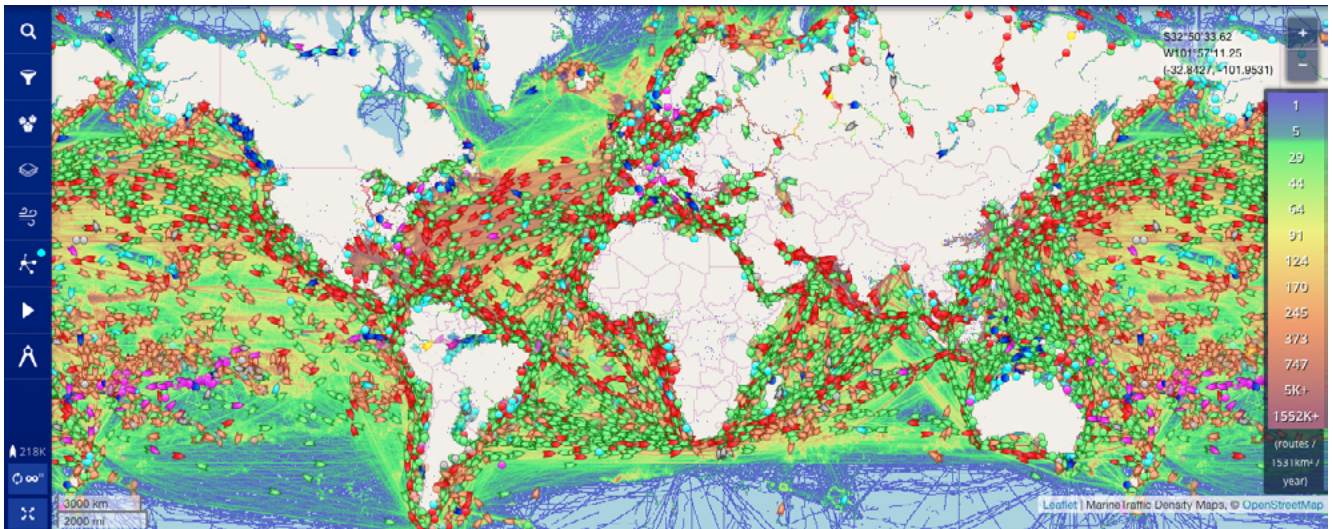 S32°50'33.62
W101°57'11.25
(-32.8427, -101.9531)
+
−
1
5
29
44
64
91
124
170
245
373
747
5K+
1552K+
(routes /
1531km² /
year)
218K
3000 km
2000 mi
Leaflet | MarineTraffic Density Maps, © OpenStreetMap